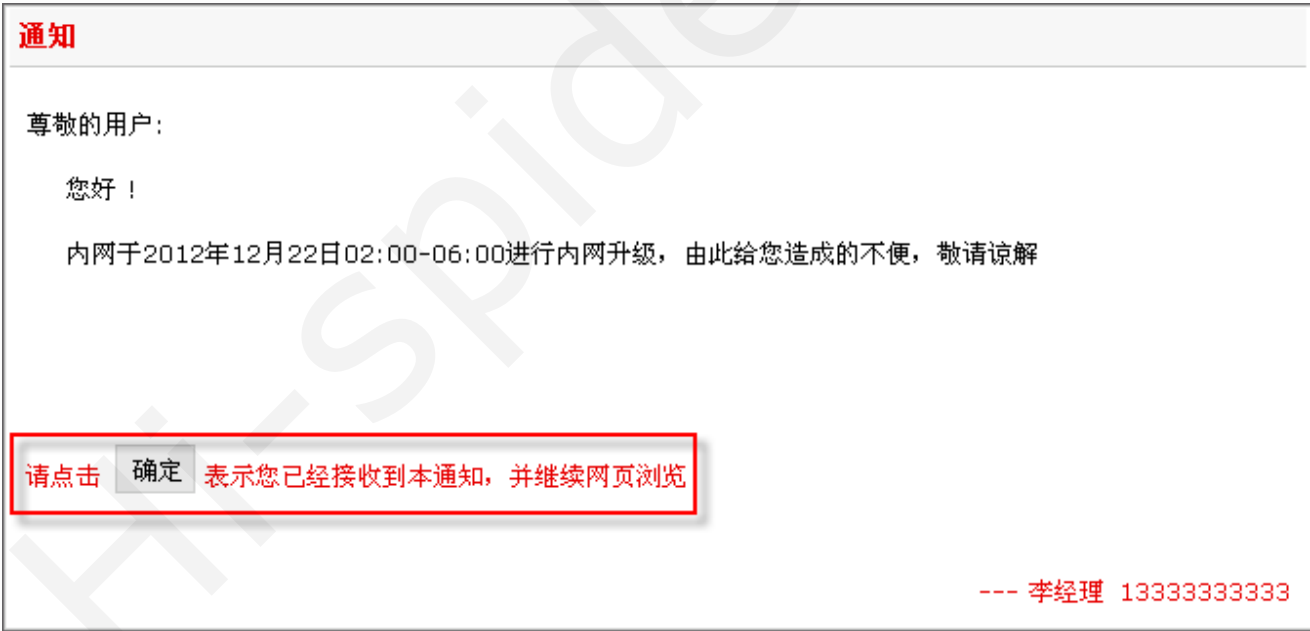 通知
尊敬的用户:
您好！
内网于2012年12月22日02:00-06:00进行内网升级，由此给您造成的不便，敬请谅解
请点击 确定 表示您已经接收到本通知，并继续网页浏览
--- 李经理 13333333333
Hi-spide